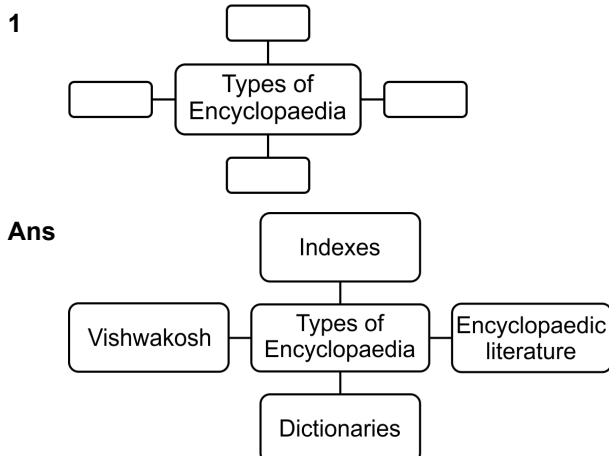 1
Types of
Encyclopaedia
Ans
Indexes
Vishwakosh
Types of
Encyclopaedia
Encyclopaedic
literature
Dictionaries